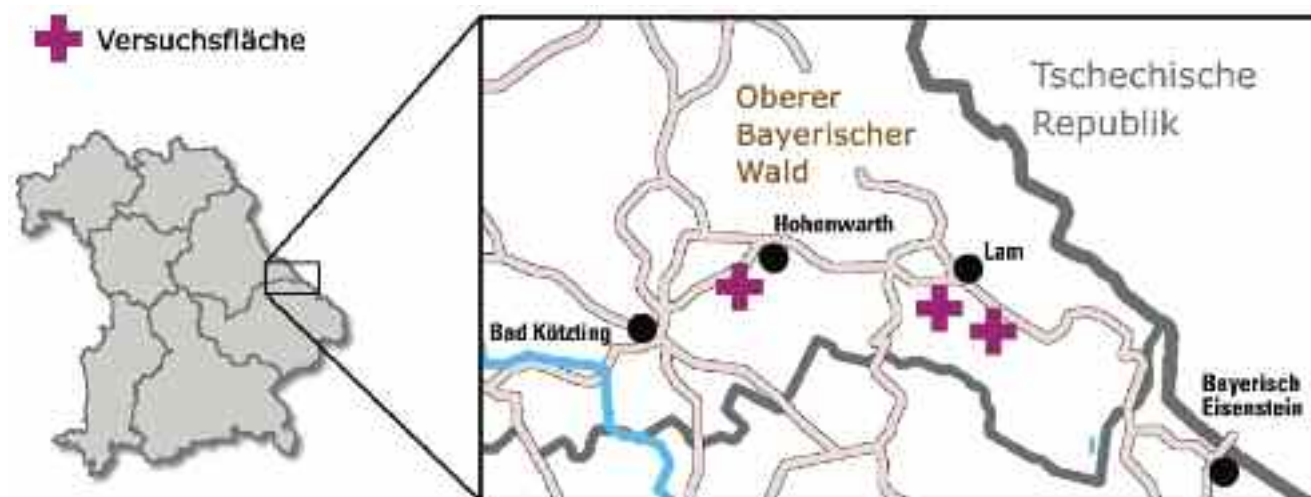 Versuchsfläche
Tschechische
Republik
Oberer
Bayerischer
Wald
Hohenwarth
Lam
Bad Kötzting
Bayerisch
Eisenstein